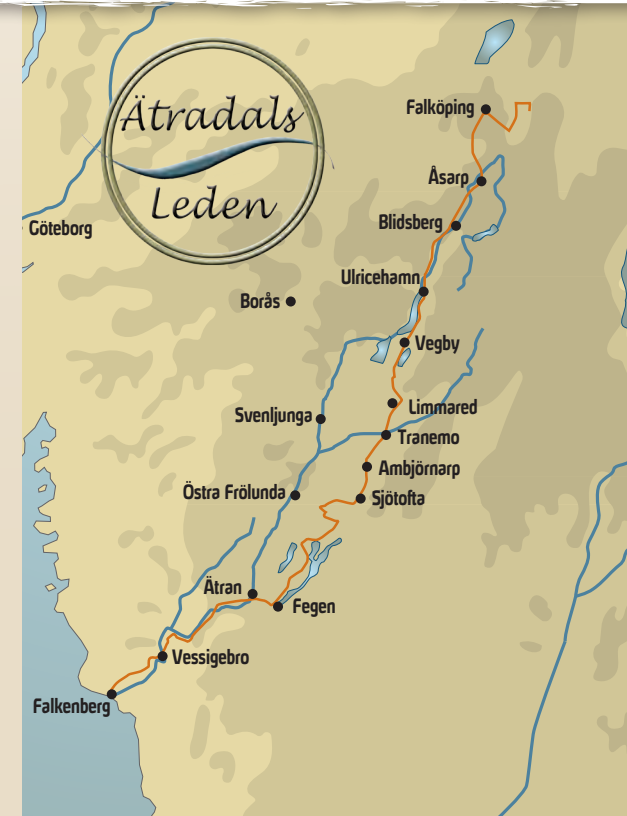 Ätradals
Leden
Falköping
Åsarp
Göteborg
Blidsberg
Ulricehamn
Borås
Vegby
Limmared
Svenljunga
Tranemo
Ambjörnarp
Östra Frölunda
Sjötofta
Ätran
Fegen
Vessigebro
Falkenberg